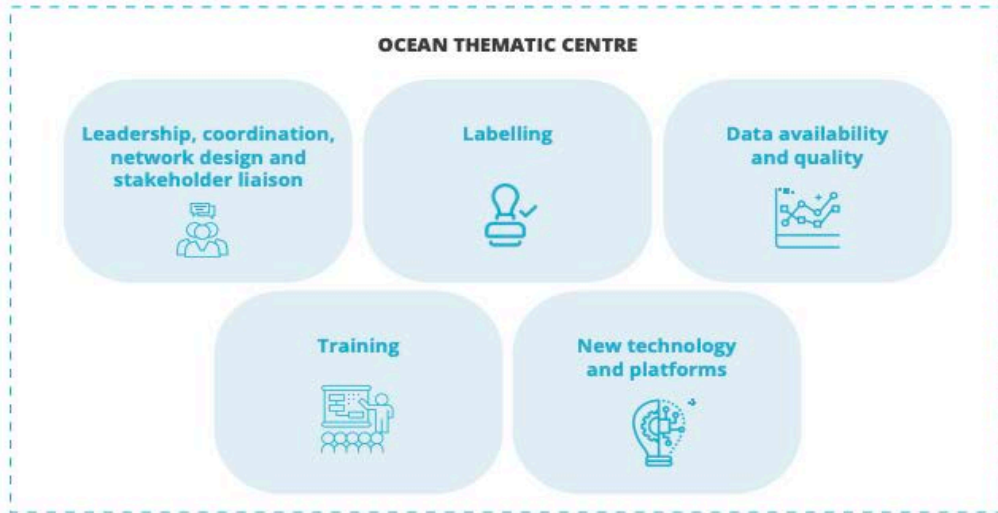 OCEAN THEMATIC CENTRE
Leadership, coordination,
network design and
stakeholder liaison
Labelling
Data availability
and quality
Training
New technology
and platforms